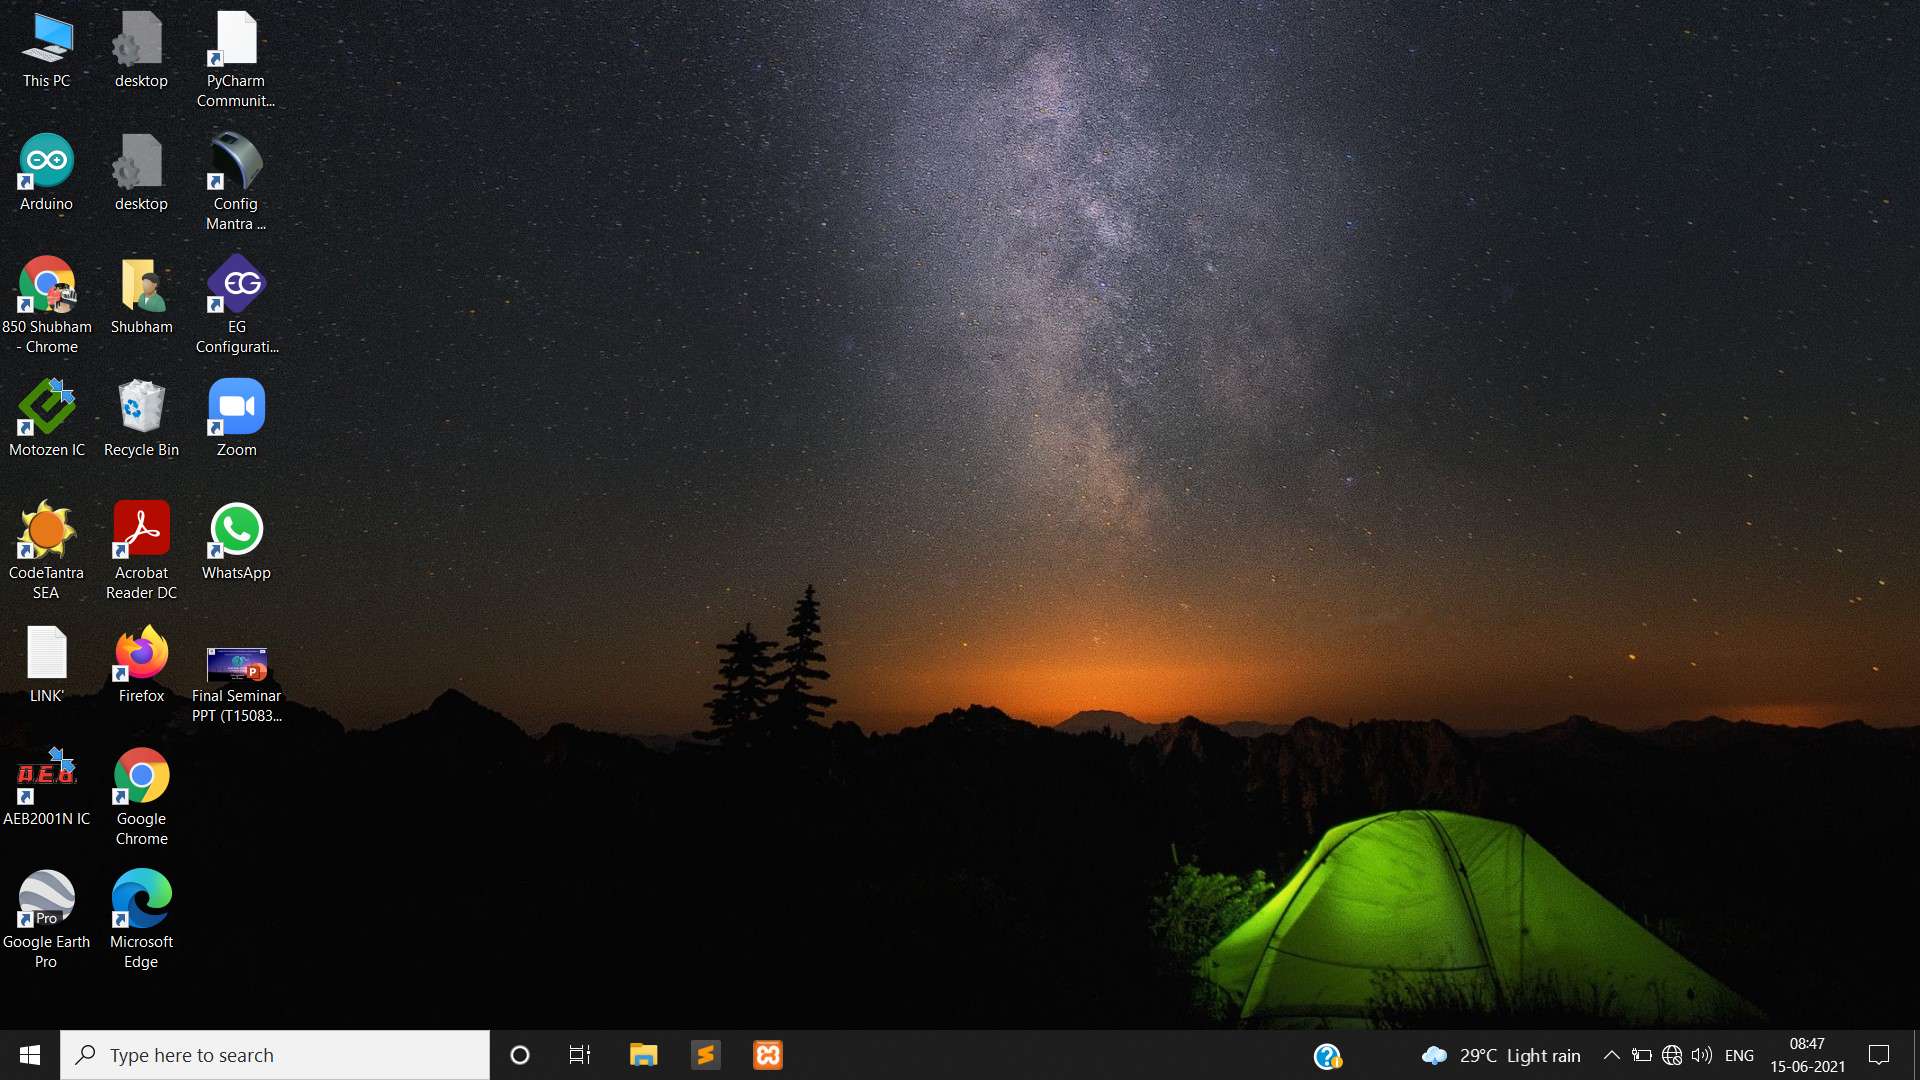 This PC
desktop
PyCharm
Communit...
Arduino
desktop
Config
Mantra ...
850 Shubham
- Chrome
Shubham
EG
EG
Configurati...
Motozen IC
Recycle Bin
Zoom
CodeTantra
SEA
Acrobat
Reader DC
WhatsApp
LINK'
Firefox
P
Final Seminar
PPT (T15083...
A.E.B.
AEB2001N IC
Google
Chrome
Pro
Google Earth
Pro
Microsoft
Edge
Type here to search
29°C Light rain
ENG
08:47
15-06-2021